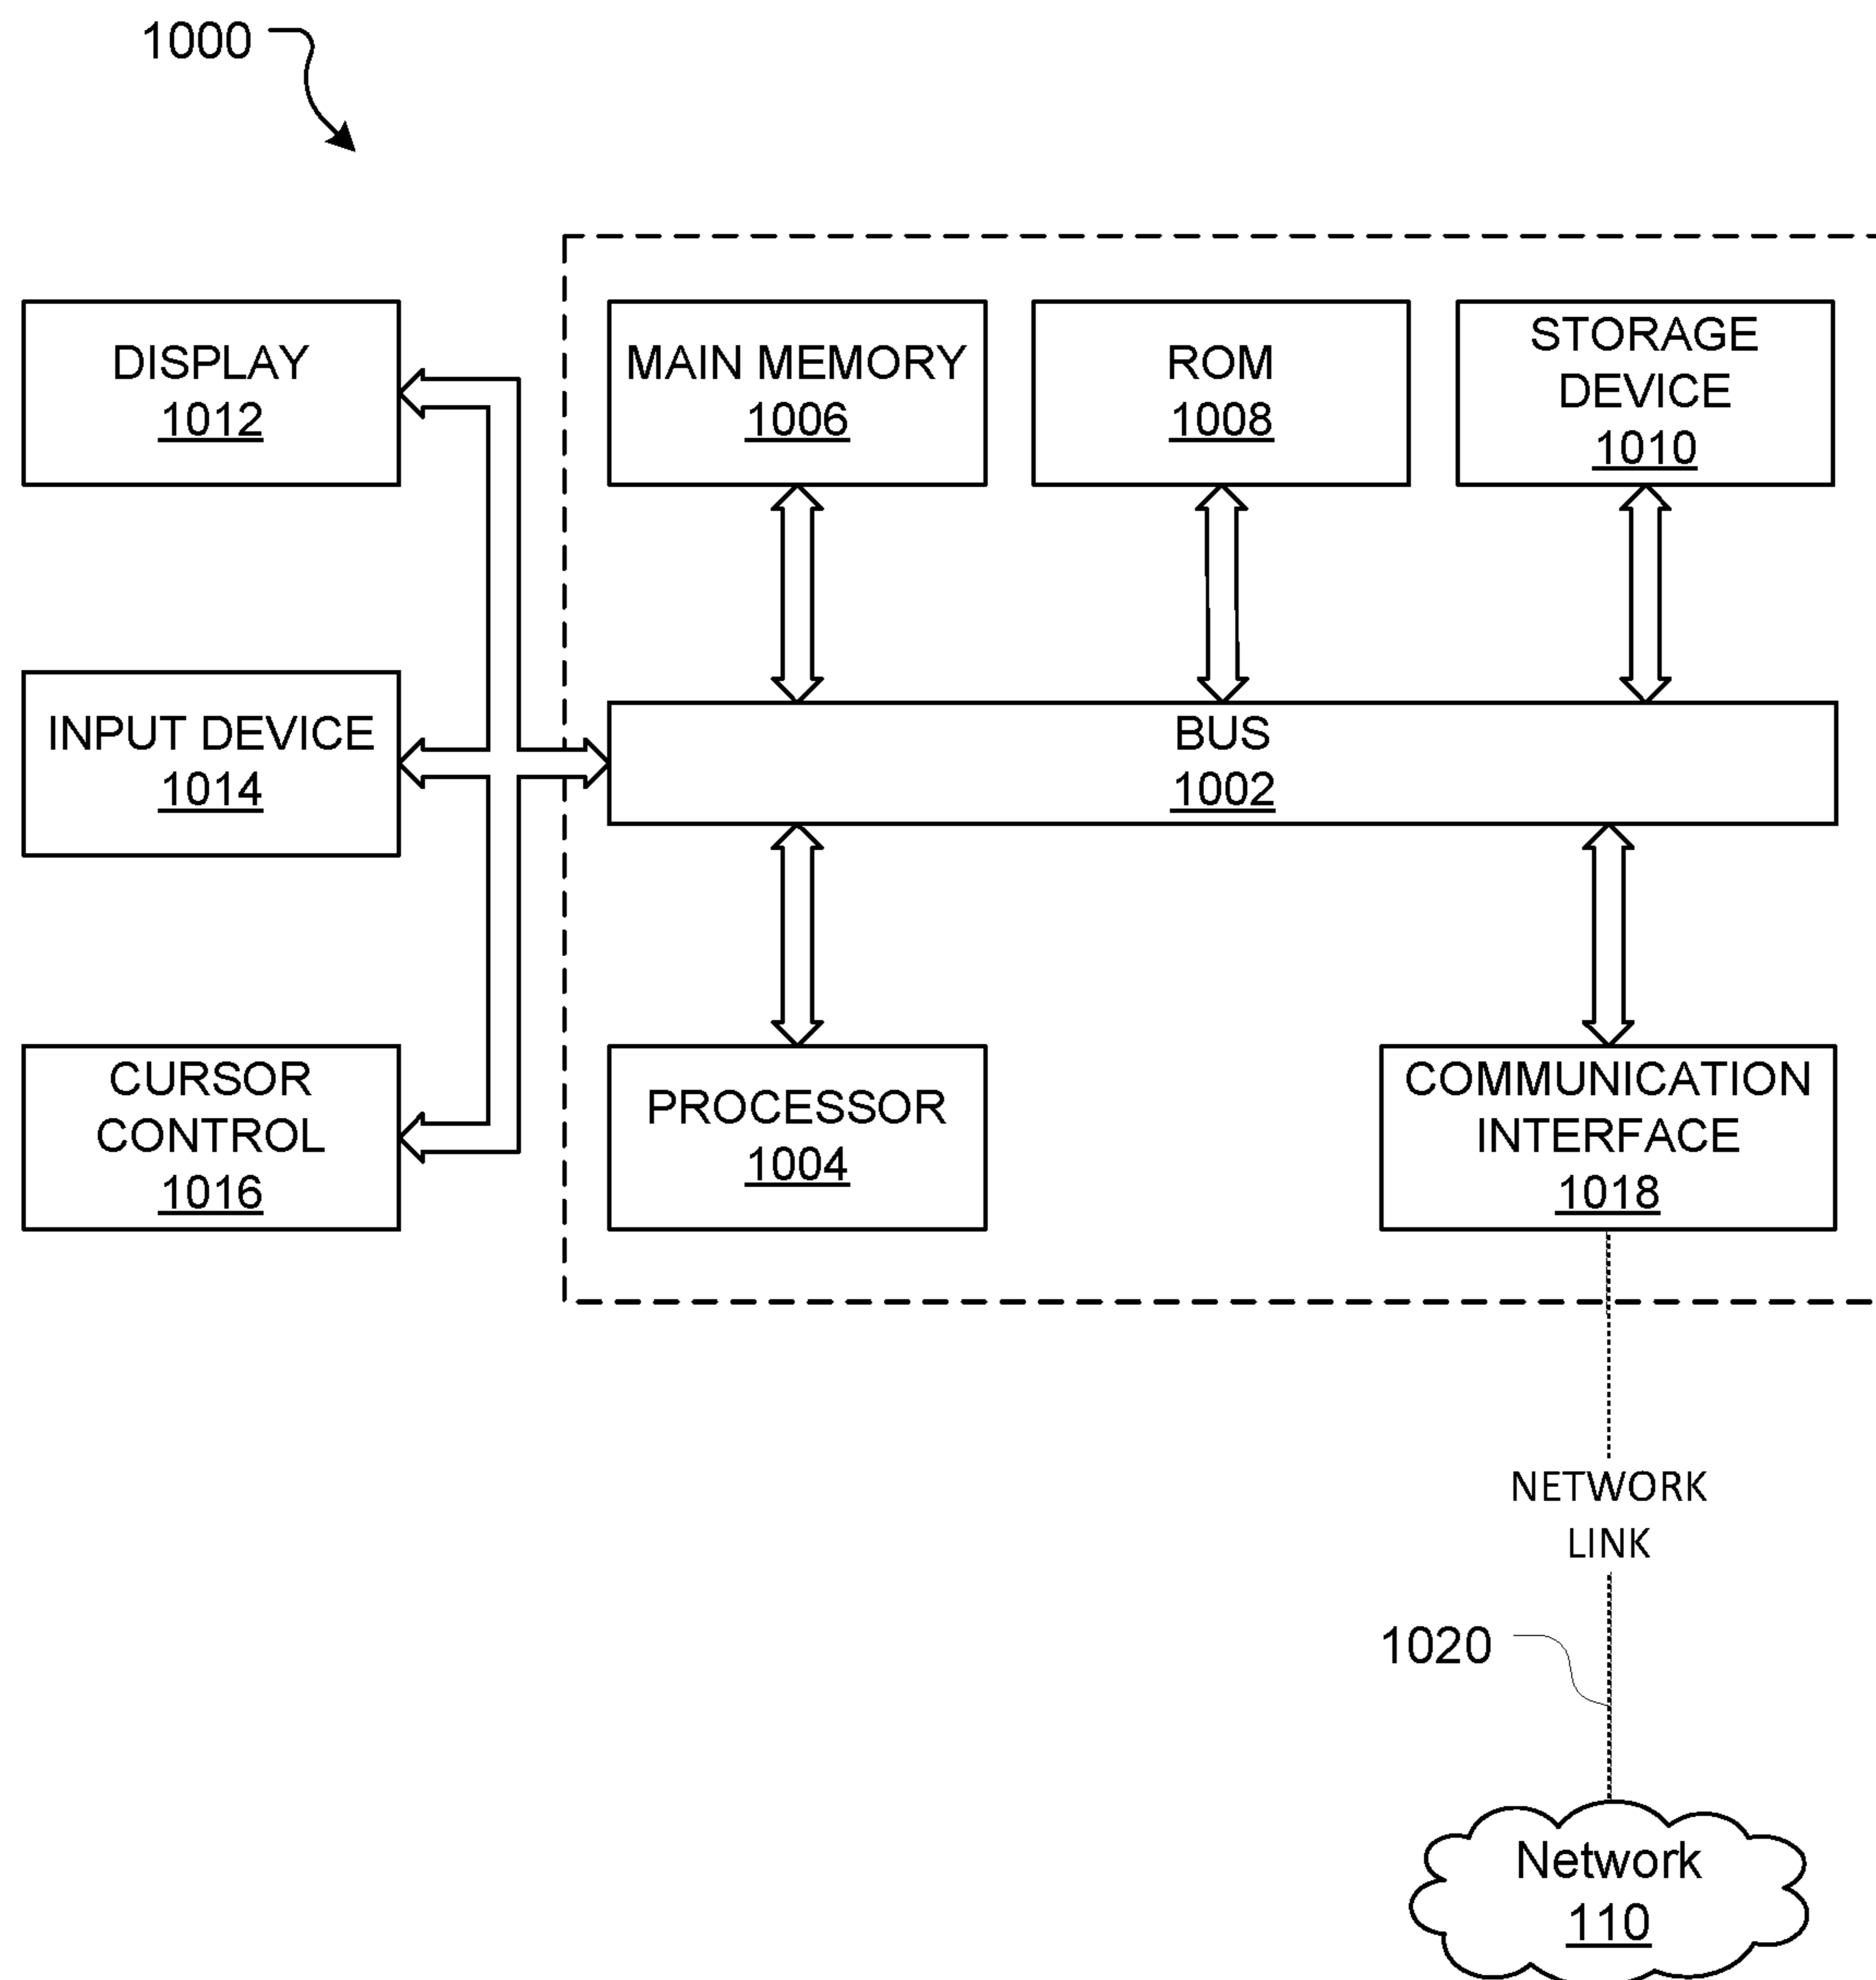 1000
DISPLAY
1012
MAIN MEMORY
1006
ROM
1008
STORAGE
DEVICE
1010
INPUT DEVICE
1014
BUS
1002
CURSOR
CONTROL
1016
PROCESSOR
1004
COMMUNICATION
INTERFACE
1018
NETWORK
LINK
1020
Network
110